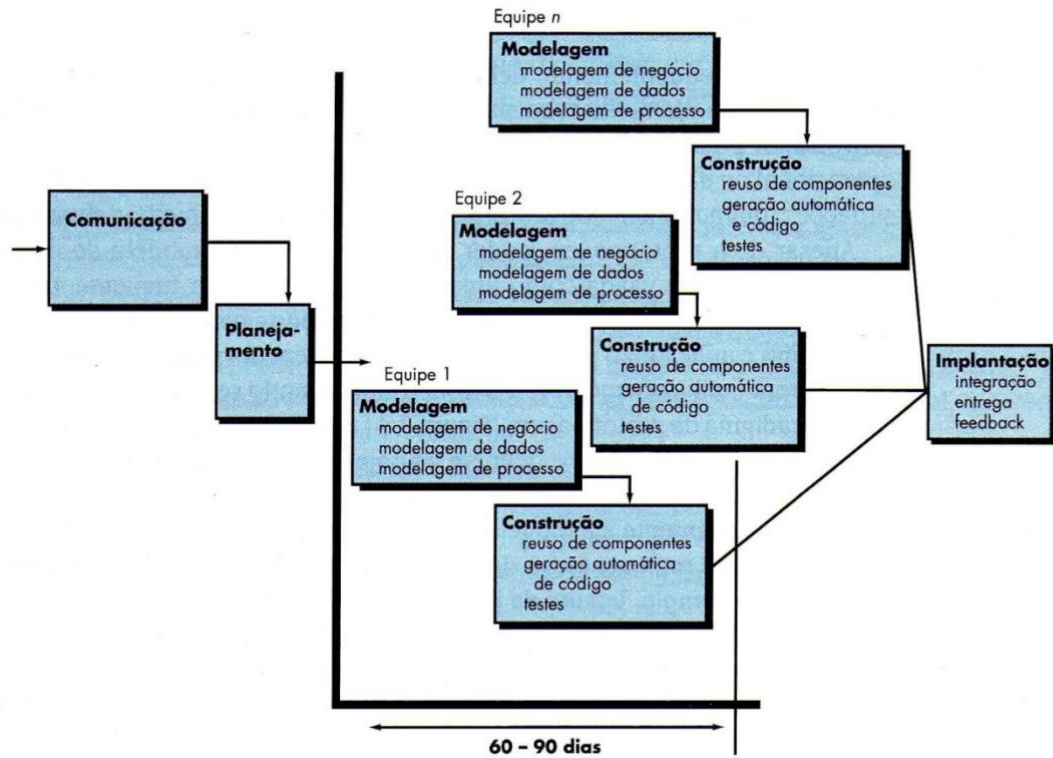 Equipe n
Modelagem
modelagem de negócio
modelagem de dados
modelagem de processo
Construção
reuso de componentes
geração automática
e código
testes
Equipe 2
Modelagem
modelagem de negócio
modelagem de dados
modelagem de processo
Construção
reuso de componentes
geração automática
de código
testes
Comunicação
Planeja-
mento
Equipe 1
Modelagem
modelagem de negócio
modelagem de dados
modelagem de processo
Construção
reuso de componentes
geração automática
de código
testes
Implantação
integração
entrega
feedback
60 – 90 dias